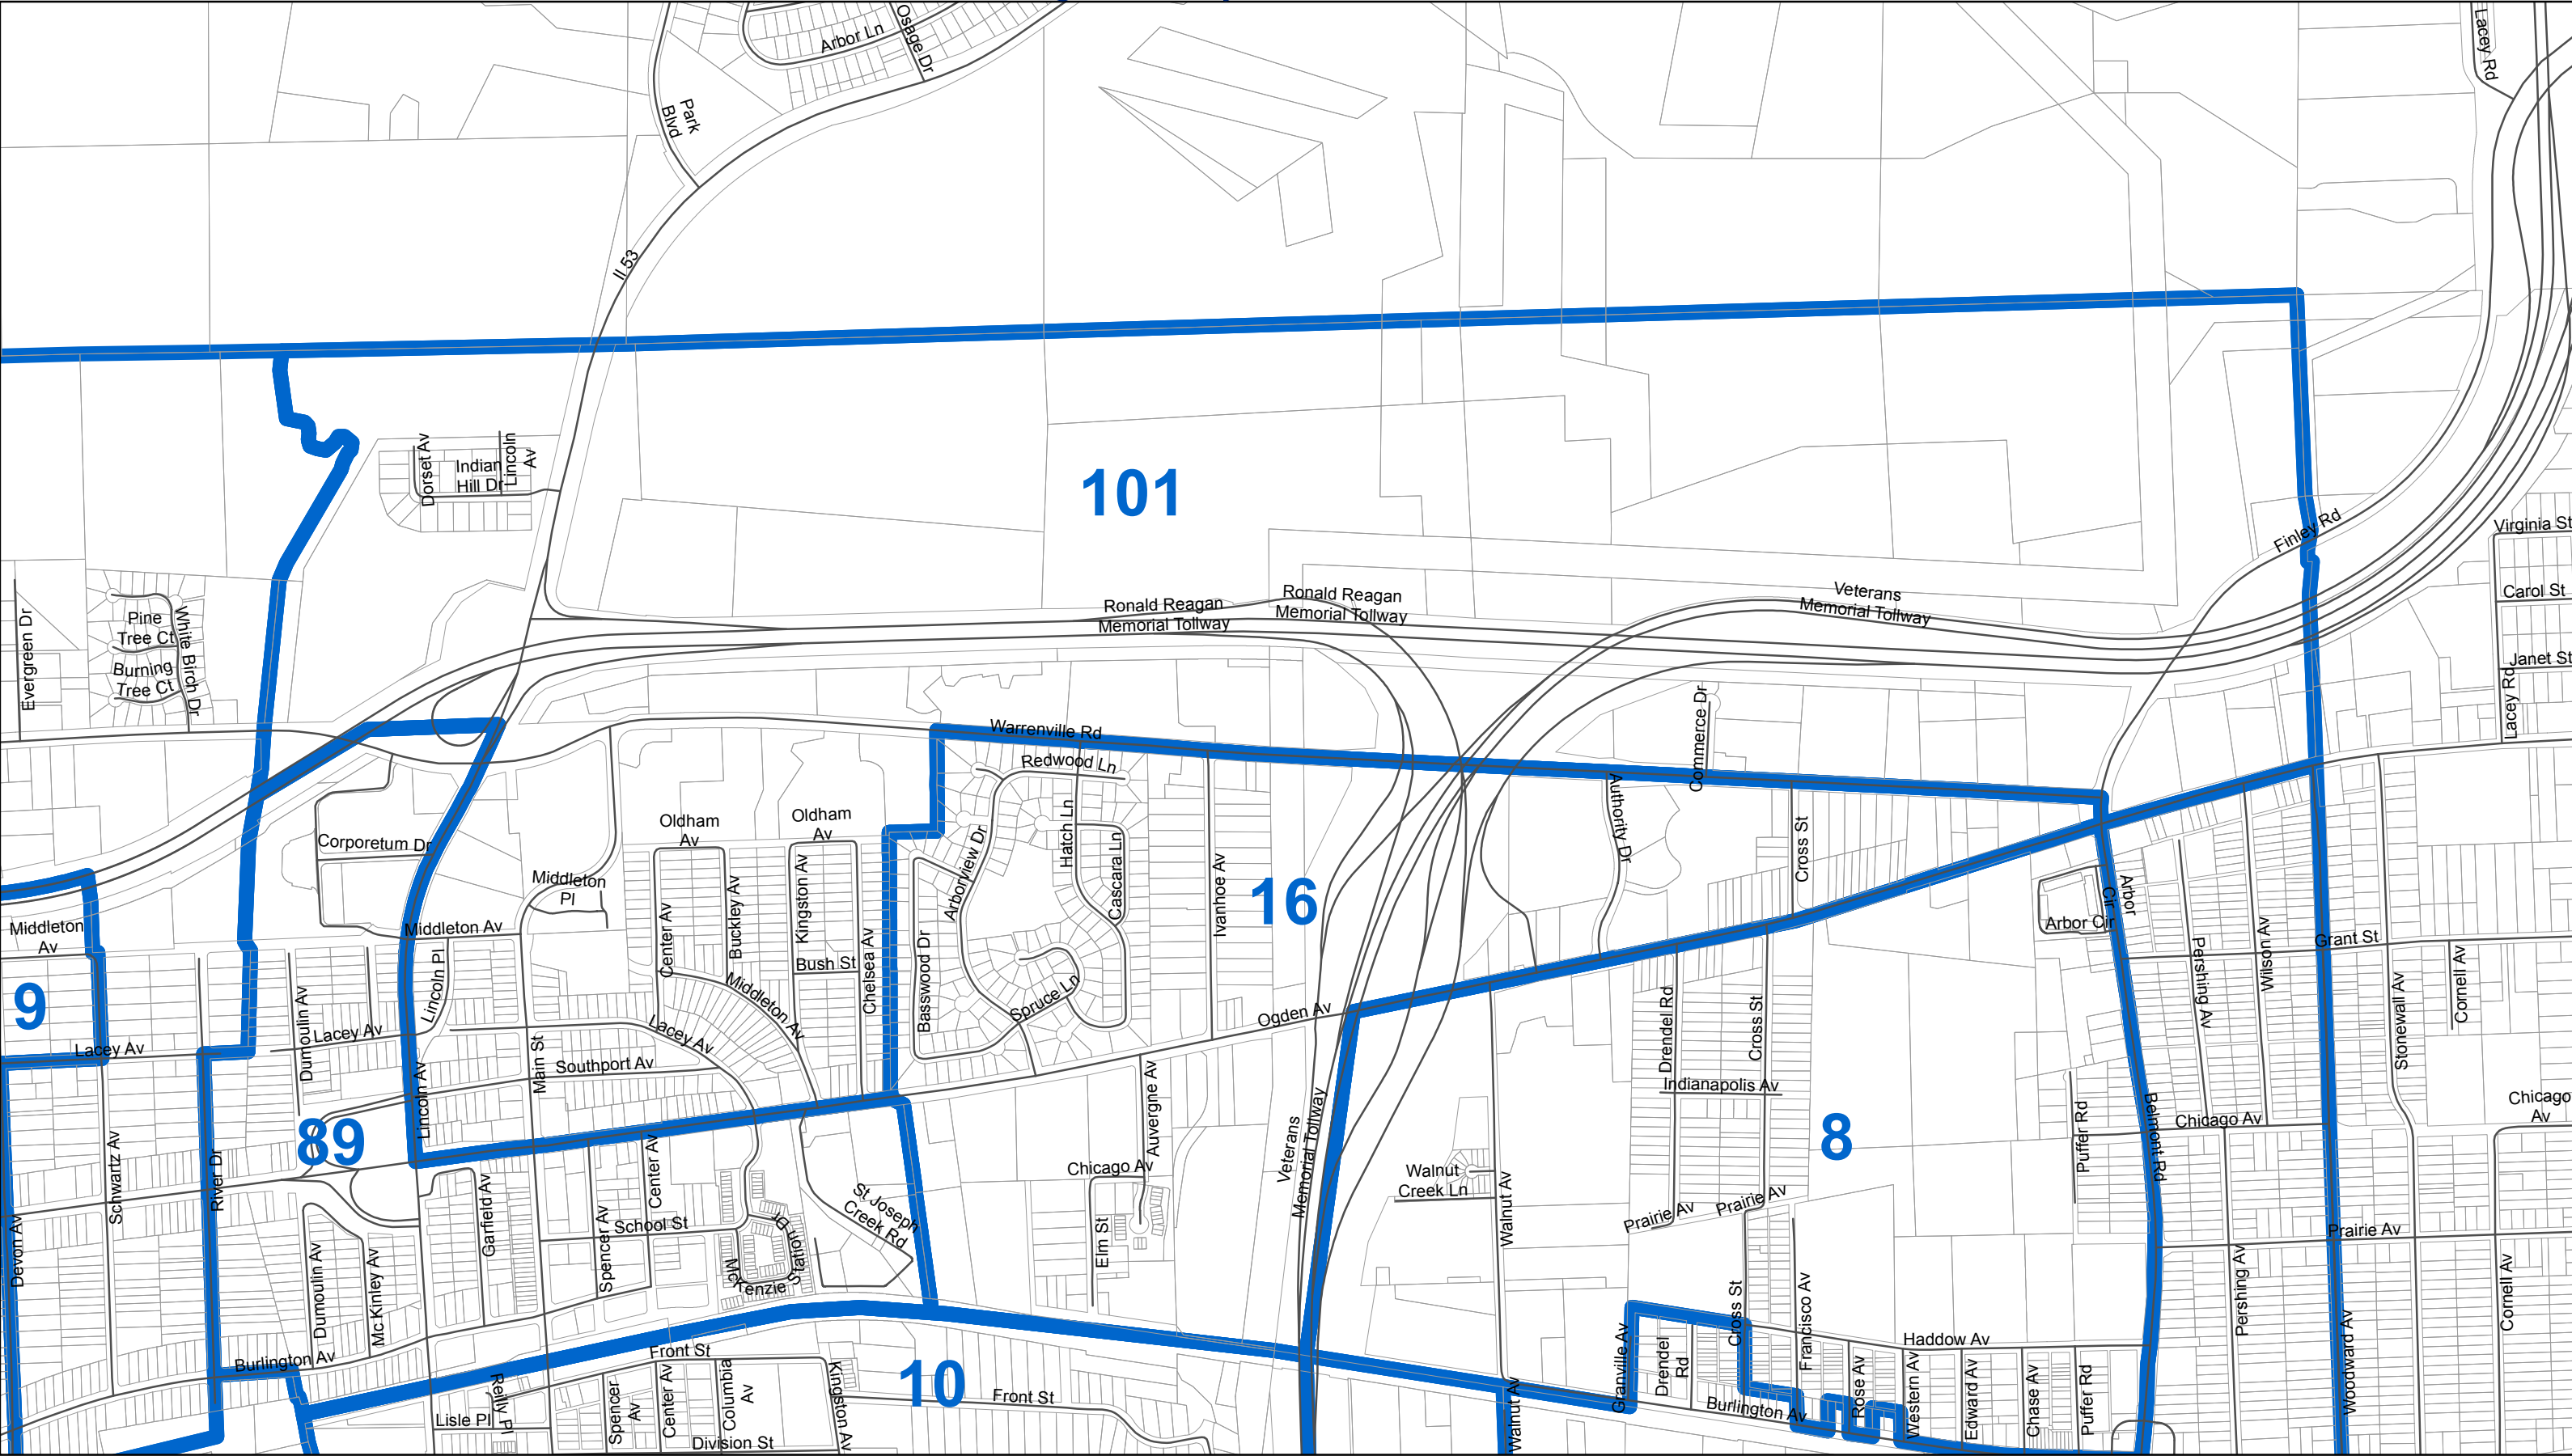 Arbor Ln
Osage Dr
Lacey Rd
Park
Blvd
Il 53
Dorset Av
Indian
Hill Dr
Lincoln
Av
101
Finley Rd
Virginia St
Carol St
Janet St
Lacey Rd
Evergreen Dr
Pine
Tree Ct
Burning
Tree Ct
White Birch Dr
Ronald Reagan
Memorial Tollway
Ronald Reagan
Memorial Tollway
Veterans
Memorial Tollway
Commerce Dr
Warrenville Rd
Redwood Ln
Hatch Ln
Cascara Ln
Arborview Dr
Basswood Dr
Spruce Ln
Ivanhoe Av
16
Authority Dr
Cross St
Corporetum Dr
Middleton
Pl
Middleton Av
Lincoln Pl
Oldham
Av
Oldham
Av
Center Av
Buckley Av
Kingston Av
Bush St
Chelsea Av
Middleton Av
Lacey Av
Southport Av
Main St
Middleton
Av
9
Lacey Av
Dumoulin Av
Lacey Av
Lincoln Av
89
Schwartz Av
River Dr
Devon Av
Ogden Av
Auvergne Av
Chicago Av
Elm St
Veterans
Memorial Tollway
Walnut
Creek Ln
Walnut Av
Drendel Rd
Cross St
Indianapolis Av
8
Prairie Av
Prairie Av
Arbor
Cir
Arbor Cir
Pershing Av
Wilson Av
Grant St
Stonewall Av
Cornell Av
Puffer Rd
Belmont Rd
Chicago Av
Chicago
Av
Prairie Av
Pershing Av
Woodward Av
Cornell Av
Garfield Av
Spencer Av
Center Av
School St
McKenzie Station Dr
St Joseph
Creek Rd
Dumoulin Av
Mc Kinley Av
Burlington Av
Front St
Reilly Pl
Lisle Pl
Spencer
Av
Center Av
Columbia
Av
Division St
Kingston Av
10
Front St
Walnut Av
Granville Av
Drendel
Rd
Cross St
Francisco Av
Burlington Av
Rose Av
Western Av
Haddow Av
Edward Av
Chase Av
Puffer Rd